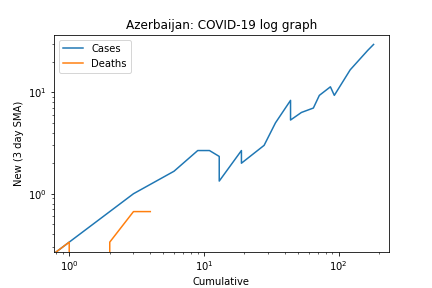 Azerbaijan: COVID-19 log graph
Cases
Deaths
New (3 day SMA)
10¹
10⁰
10⁰ 10¹ 10²
Cumulative